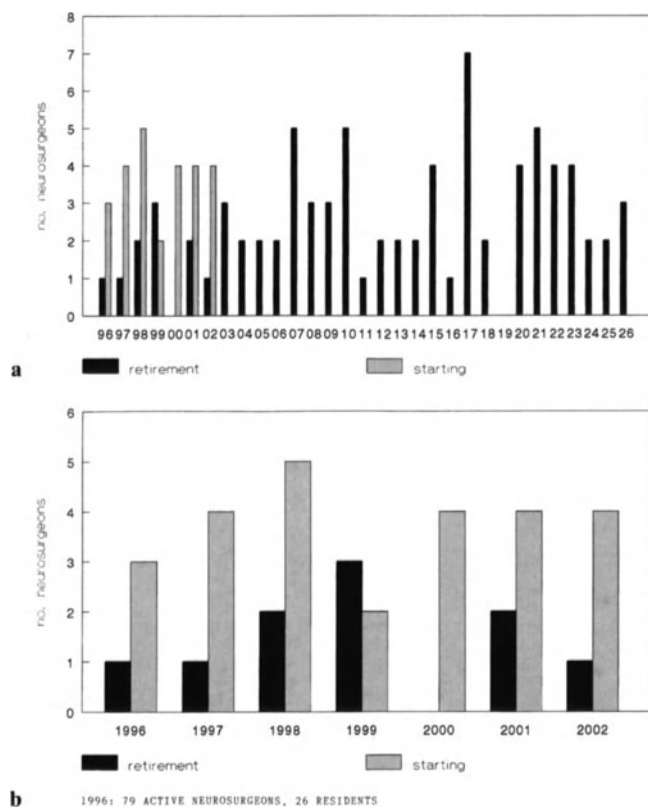 8
7
6
5
4
3
2
1
0
no. neurosurgeons
96 97 98 99 00 01 02 03 04 05 06 07 08 09 10 11 12 13 14 15 16 17 18 19 20 21 22 23 24 25 26
retirement starting
a
6
5
4
3
2
1
0
no. neurosurgeons
1996 1997 1998 1999 2000 2001 2002
retirement starting
b
1996: 79 ACTIVE NEUROSURGEONS, 26 RESIDENTS